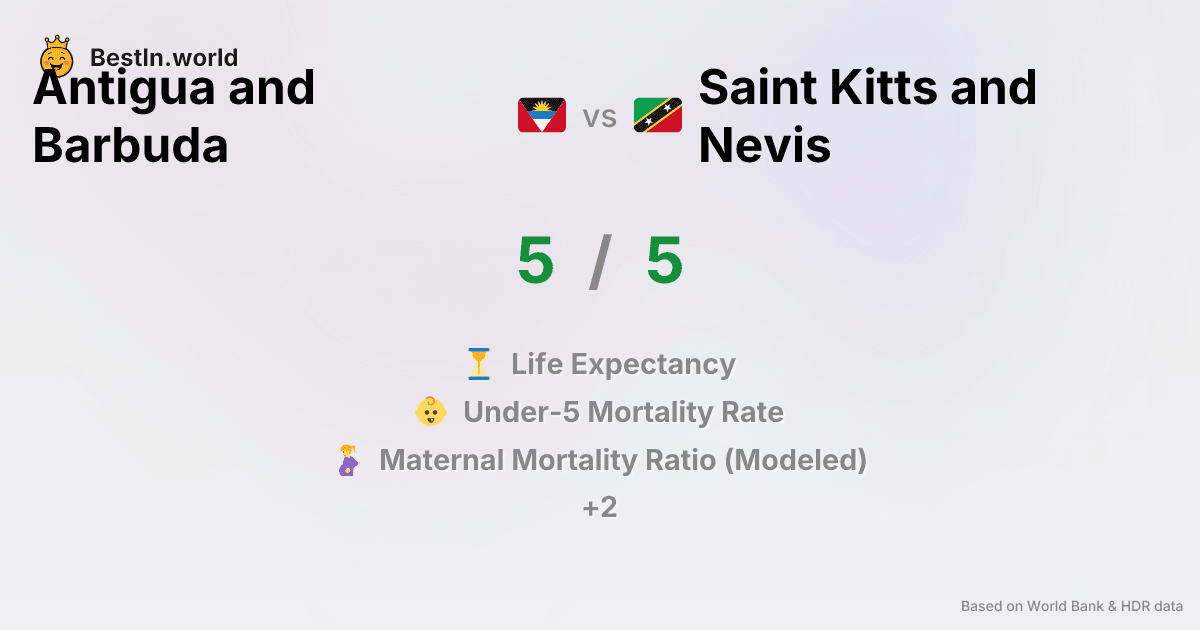 BestIn.world
Antigua and
Barbuda
vs
Saint Kitts and
Nevis
5 / 5
Life Expectancy
Under-5 Mortality Rate
Maternal Mortality Ratio (Modeled)
+2
Based on World Bank & HDR data